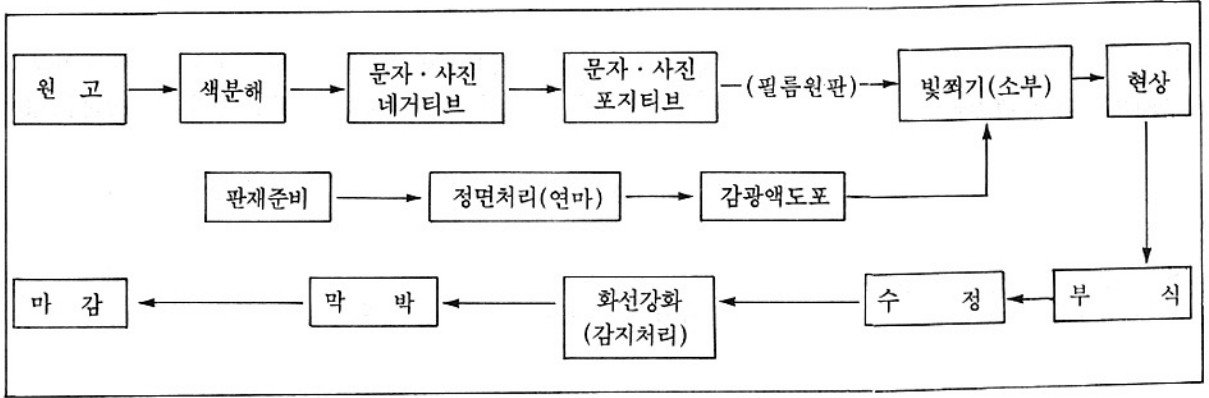 원 고
색분해
문자·사진
네거티브
문자·사진
포지티브
(필름원판)
빛쬐기(소부)
현상
판재준비
정면처리(연마)
감광액도포
마 감
막 박
화선강화
(감지처리)
수 정
부 식